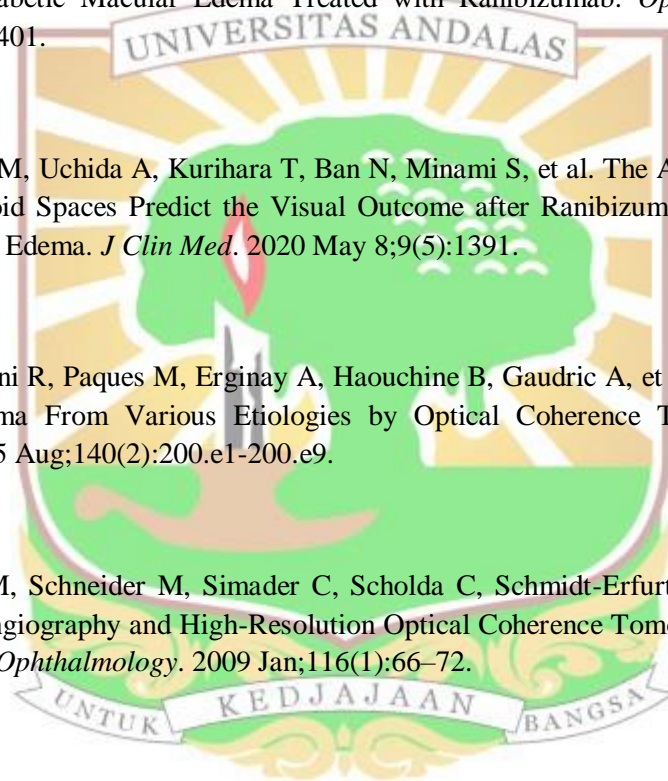 abetic Macular Edema Treated with Ranibizumab. Op
401.
UNIVERSITAS ANDALAS
M, Uchida A, Kurihara T, Ban N, Minami S, et al. The A
oid Spaces Predict the Visual Outcome after Ranibizum
Edema. J Clin Med. 2020 May 8;9(5):1391.
ni R, Paques M, Erginay A, Haouchine B, Gaudric A, et
ma From Various Etiologies by Optical Coherence T
5 Aug;140(2):200.e1-200.e9.
M, Schneider M, Simader C, Scholda C, Schmidt-Erfurt
ngiography and High-Resolution Optical Coherence Tomo
Ophthalmology. 2009 Jan;116(1):66–72.
UNTUK KEDJAJAAN BANGSA